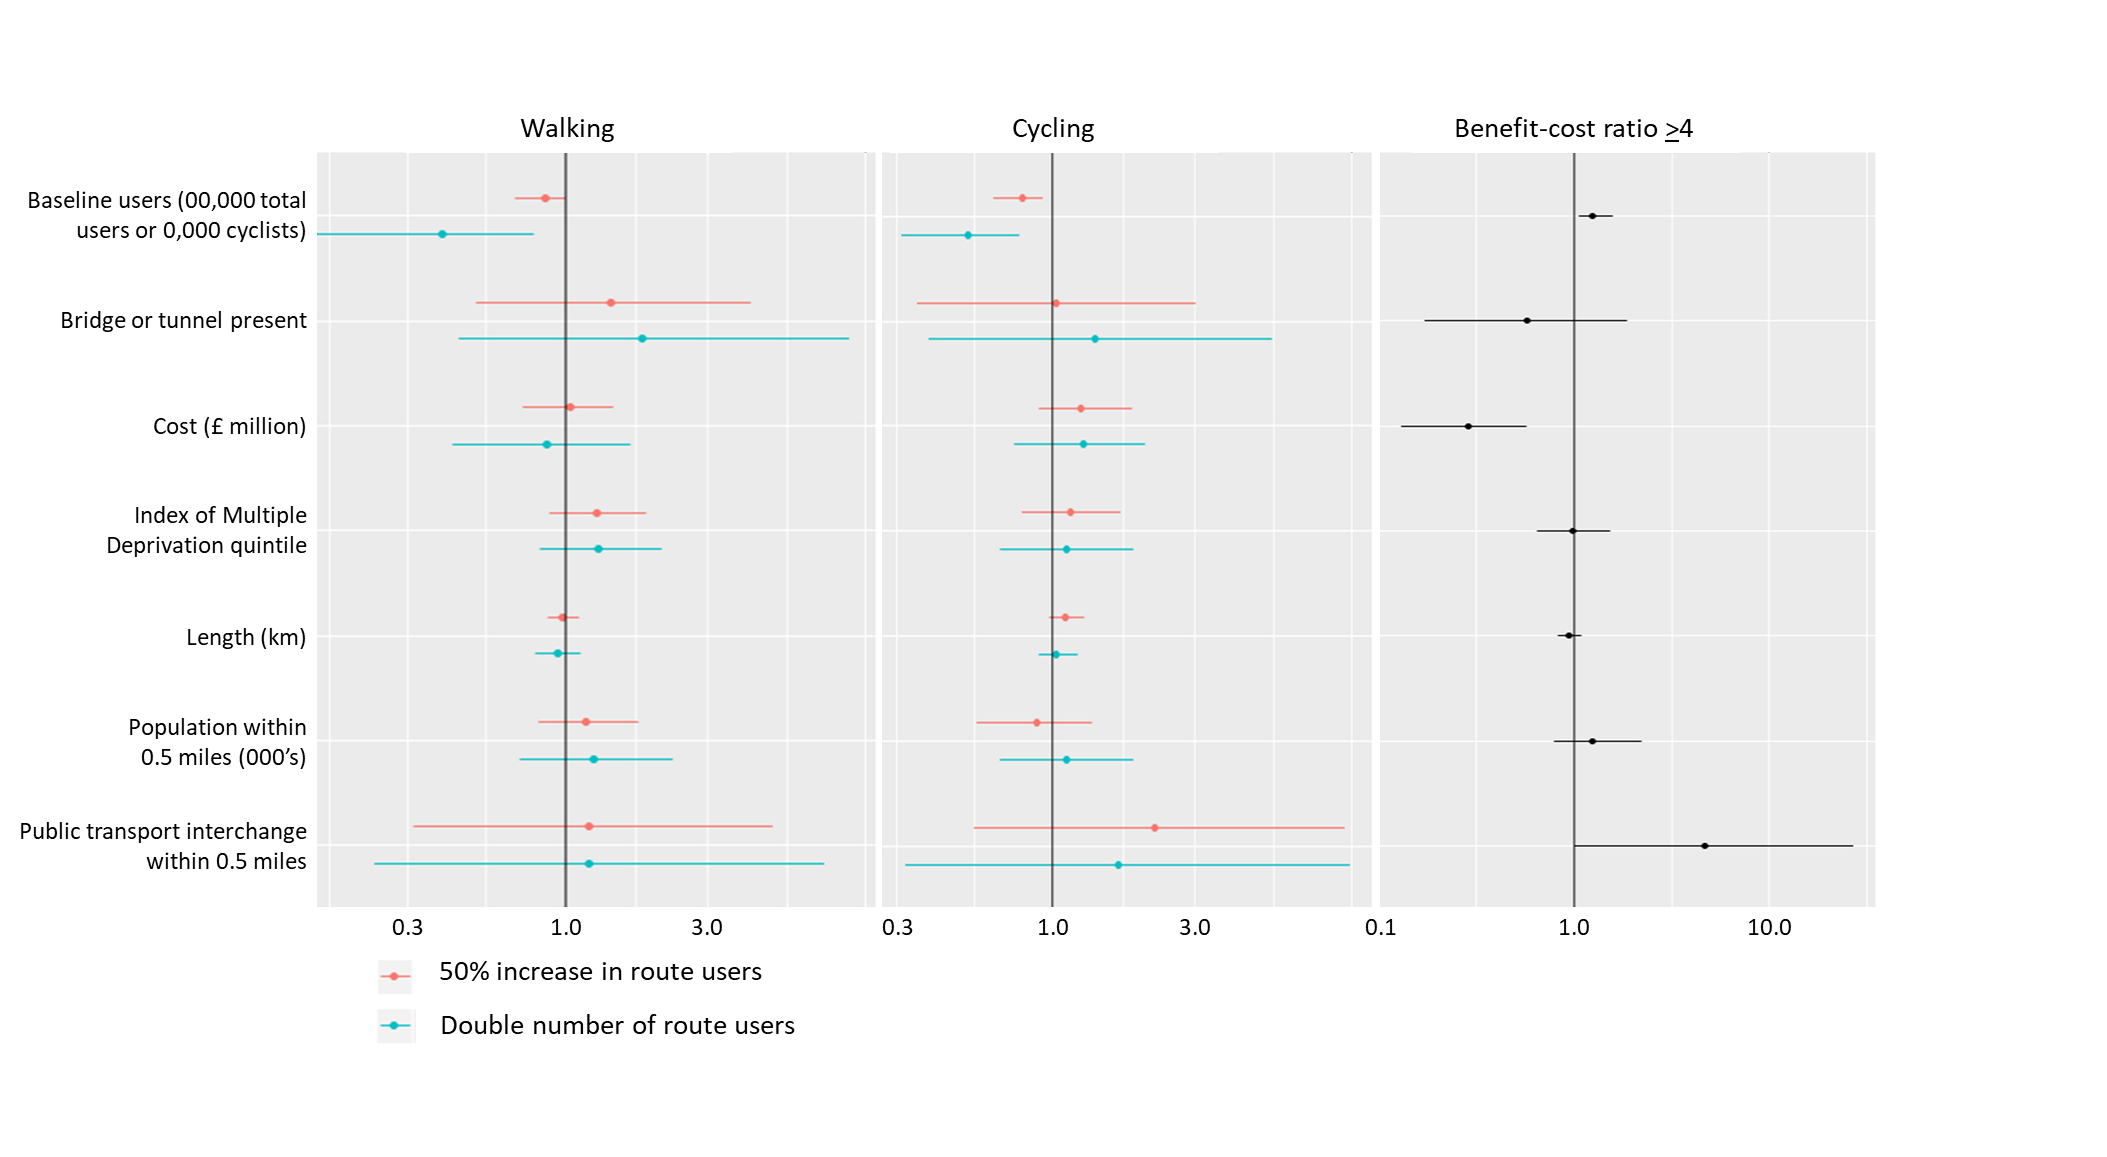 Walking
Cycling
Benefit-cost ratio ≥4
Baseline users (00,000 total
users or 0,000 cyclists)
Bridge or tunnel present
Cost (£ million)
Index of Multiple
Deprivation quintile
Length (km)
Population within
0.5 miles (000’s)
Public transport interchange
within 0.5 miles
0.3 1.0 3.0
0.3 1.0 3.0
0.1 1.0 10.0
50% increase in route users
Double number of route users